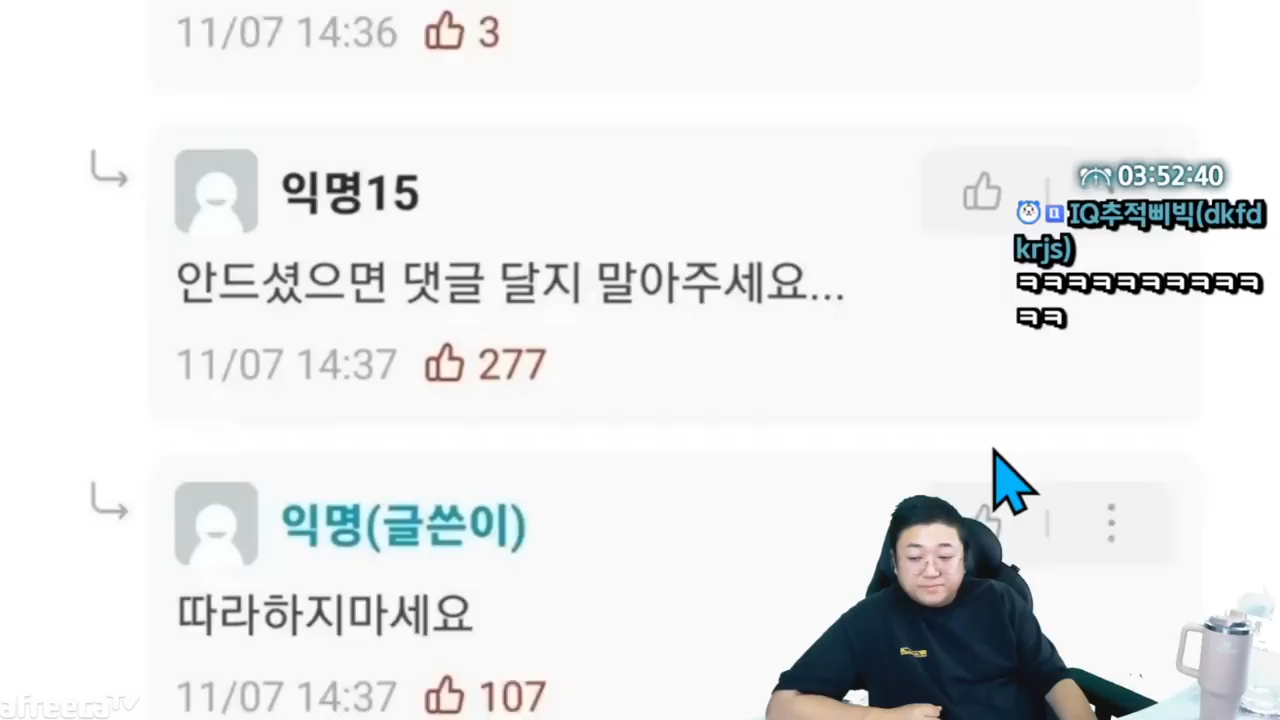 11/07 14:36 3
익명15
안드셨으면 댓글 달지 말아주세요...
11/07 14:37 277
익명(글쓴이)
따라하지마세요
11/07 14:37 107
03:52:40
IQ추적삐빅(dkfd
krjs)
ㅋㅋㅋㅋㅋㅋㅋㅋㅋㅋ
ㅋㅋ
afreecaTV